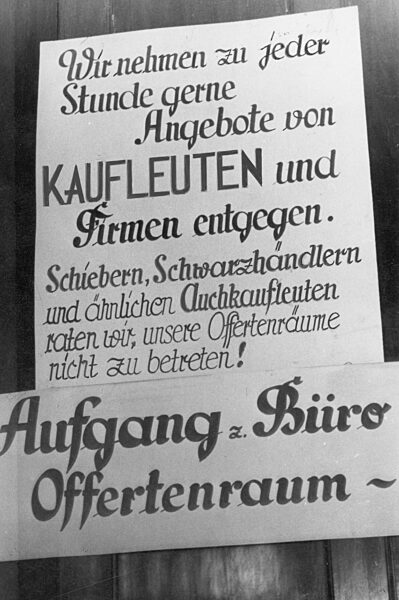 Wir nehmen zu jeder
Stunde gerne
Angebote von
KAUFLEUTEN und
Firmen entgegen.
Schiebern, Schwarzhändlern
und ähnlichen Auchkaufleuten
raten wir, unsere Offertenräume
nicht zu betreten!
Aufgang z. Büro
Offertenraum ~